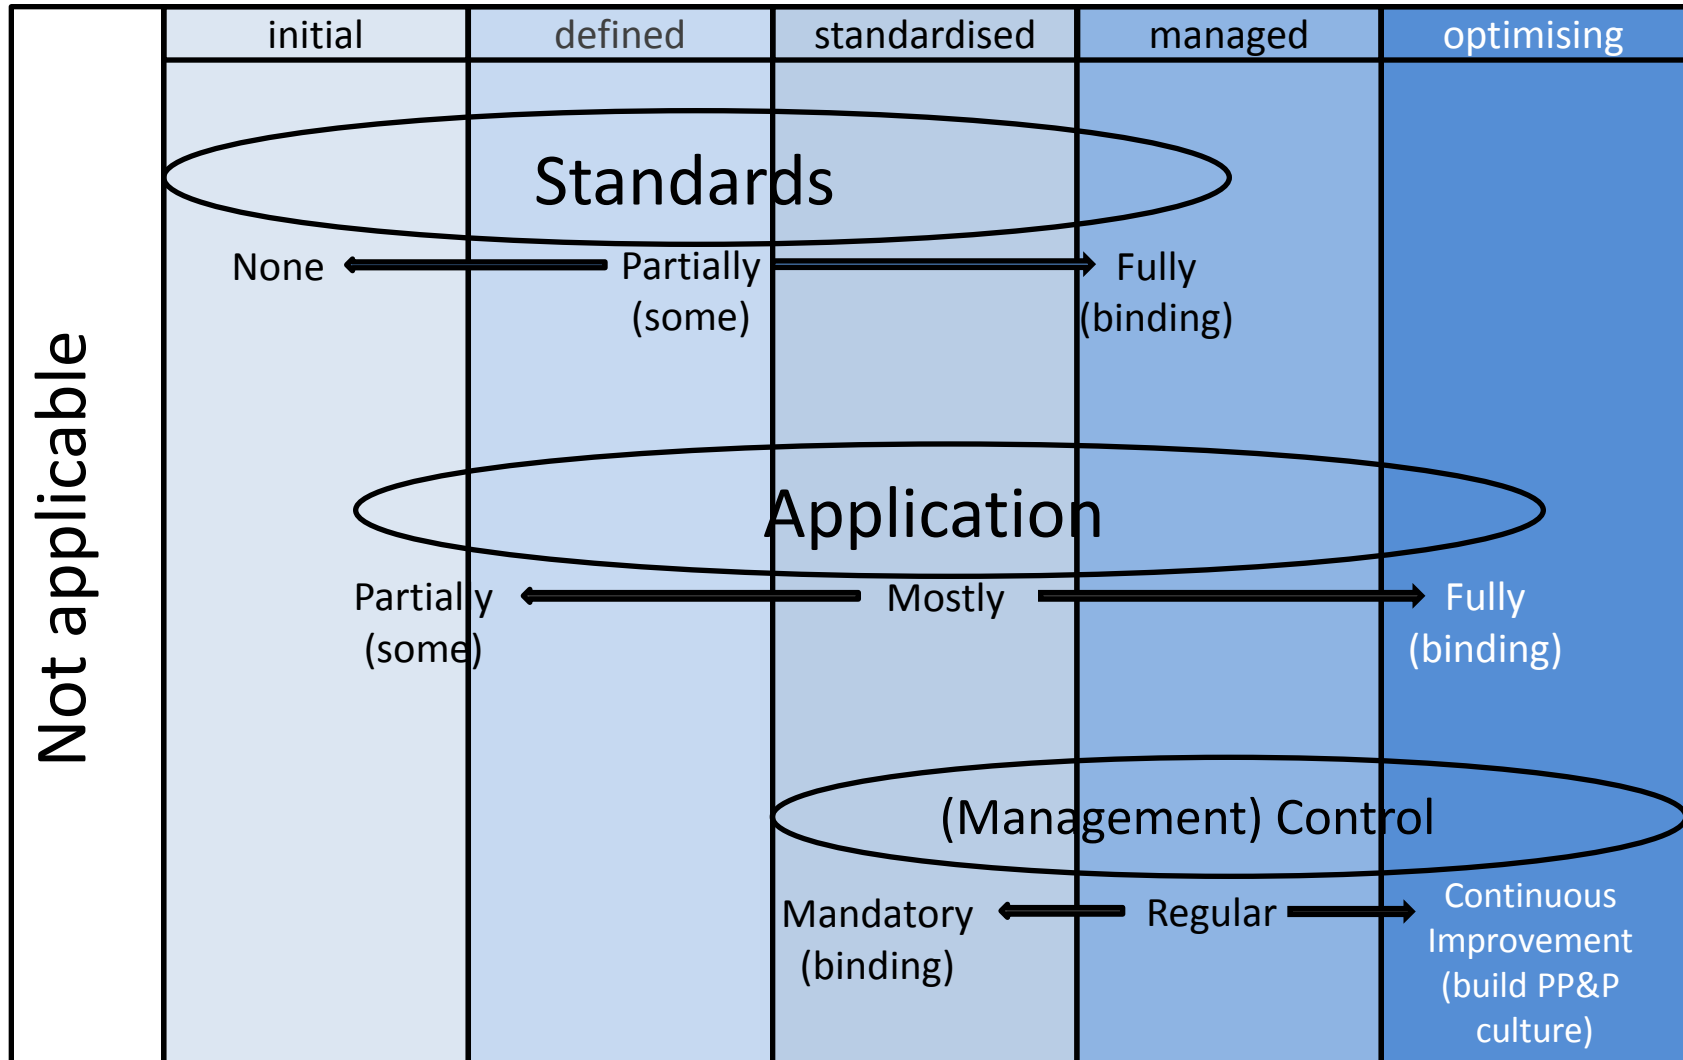 Not applicable
initial
defined
standardised
managed
optimising
Standards
None
Partially
(some)
Fully
(binding)
Application
Partially
(some)
Mostly
Fully
(binding)
(Management) Control
Mandatory
(binding)
Regular
Continuous
Improvement
(build PP&P
culture)